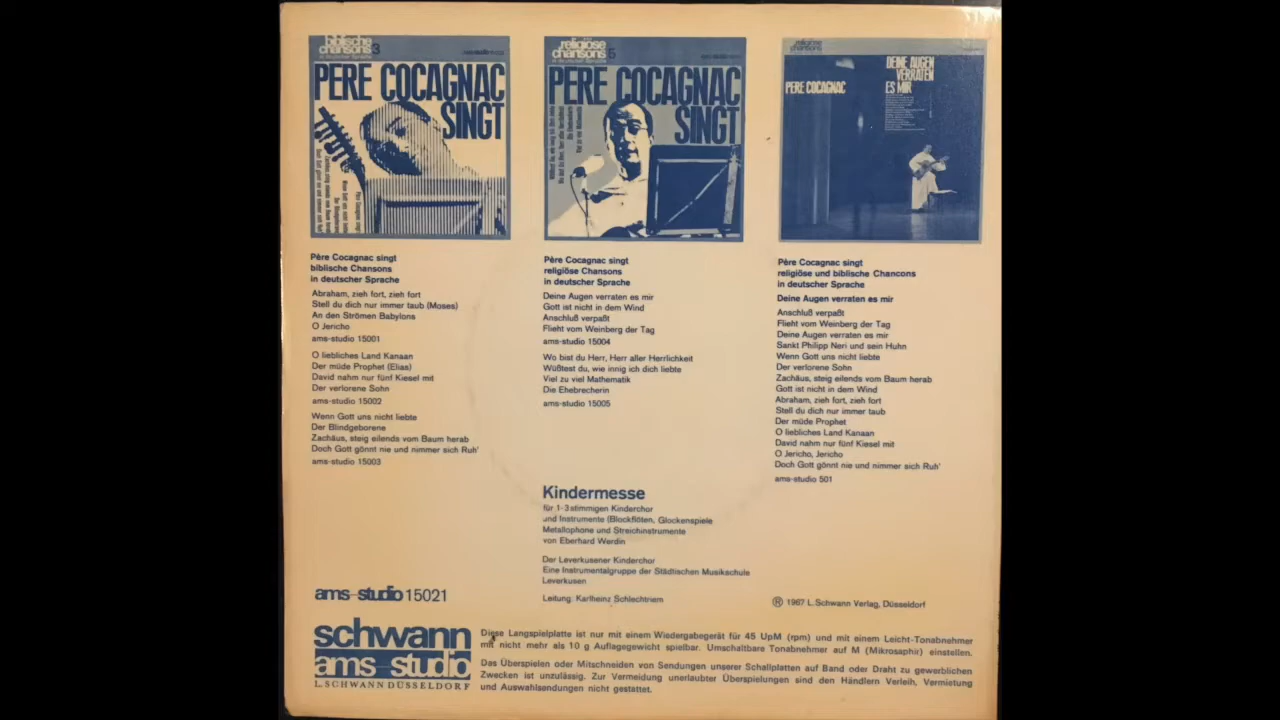 biblische
chansons 3
PERE COCAGNAC
SINGT
religiöse
chansons 5
in deutscher Sprache
PERE COCAGNAC
SINGT
religiöse
chansons
PERE COCAGNAC
DEINE AUGEN
VERRATEN
ES MIR
Père Cocagnac singt
biblische Chansons
in deutscher Sprache
Abraham, zieh fort, zieh fort
Stell du dich nur immer taub (Moses)
An den Strömen Babylons
O Jericho
ams-studio 15001
O liebliches Land Kanaan
Der müde Prophet (Elias)
David nahm nur fünf Kiesel mit
Der verlorene Sohn
ams-studio 15002
Wenn Gott uns nicht liebte
Der Blindgeborene
Zachäus, steig eilends vom Baum herab
Doch Gott gönnt nie und nimmer sich Ruh'
ams-studio 15003
Père Cocagnac singt
religiöse Chansons
in deutscher Sprache
Deine Augen verraten es mir
Gott ist nicht in dem Wind
Anschluß verpaßt
Flieht vom Weinberg der Tag
ams-studio 15004
Wo bist du Herr, Herr aller Herrlichkeit
Wüßtest du, wie innig ich dich liebte
Viel zu viel Mathematik
Die Ehebrecherin
ams-studio 15005
Père Cocagnac singt
religiöse und biblische Chancons
in deutscher Sprache
Deine Augen verraten es mir
Anschluß verpaßt
Flieht vom Weinberg der Tag
Deine Augen verraten es mir
Sankt Philipp Neri und sein Huhn
Wenn Gott uns nicht liebte
Der verlorene Sohn
Zachäus, steig eilends vom Baum herab
Gott ist nicht in dem Wind
Abraham, zieh fort, zieh fort
Stell du dich nur immer taub
Der müde Prophet
O liebliches Land Kanaan
David nahm nur fünf Kiesel mit
O Jericho, Jericho
Doch Gott gönnt nie und nimmer sich Ruh'
ams-studio 501
Kindermesse
für 1-3 stimmigen Kinderchor
und Instrumente (Blockflöten, Glockenspiele
Metallophone und Streichinstrumente
von Eberhard Werdin
Der Leverkusener Kinderchor
Eine Instrumentalgruppe der Städtischen Musikschule
Leverkusen
Leitung: Karlheinz Schlechtriem
Ⓡ 1967 L. Schwann Verlag, Düsseldorf
ams-studio 15021
schwann
ams-studio
L. SCHWANN DÜSSELDORF
Diese Langspielplatte ist nur mit einem Wiedergabegerät für 45 UpM (rpm) und mit einem Leicht-Tonabnehmer
mit nicht mehr als 10 g Auflagegewicht spielbar. Umschaltbare Tonabnehmer auf M (Mikrosaphir) einstellen.
Das Überspielen oder Mitschneiden von Sendungen unserer Schallplatten auf Band oder Draht zu gewerblichen
Zwecken ist unzulässig. Zur Vermeidung unerlaubter Überspielungen sind den Händlern Verleih, Vermietung
und Auswahlsendungen nicht gestattet.